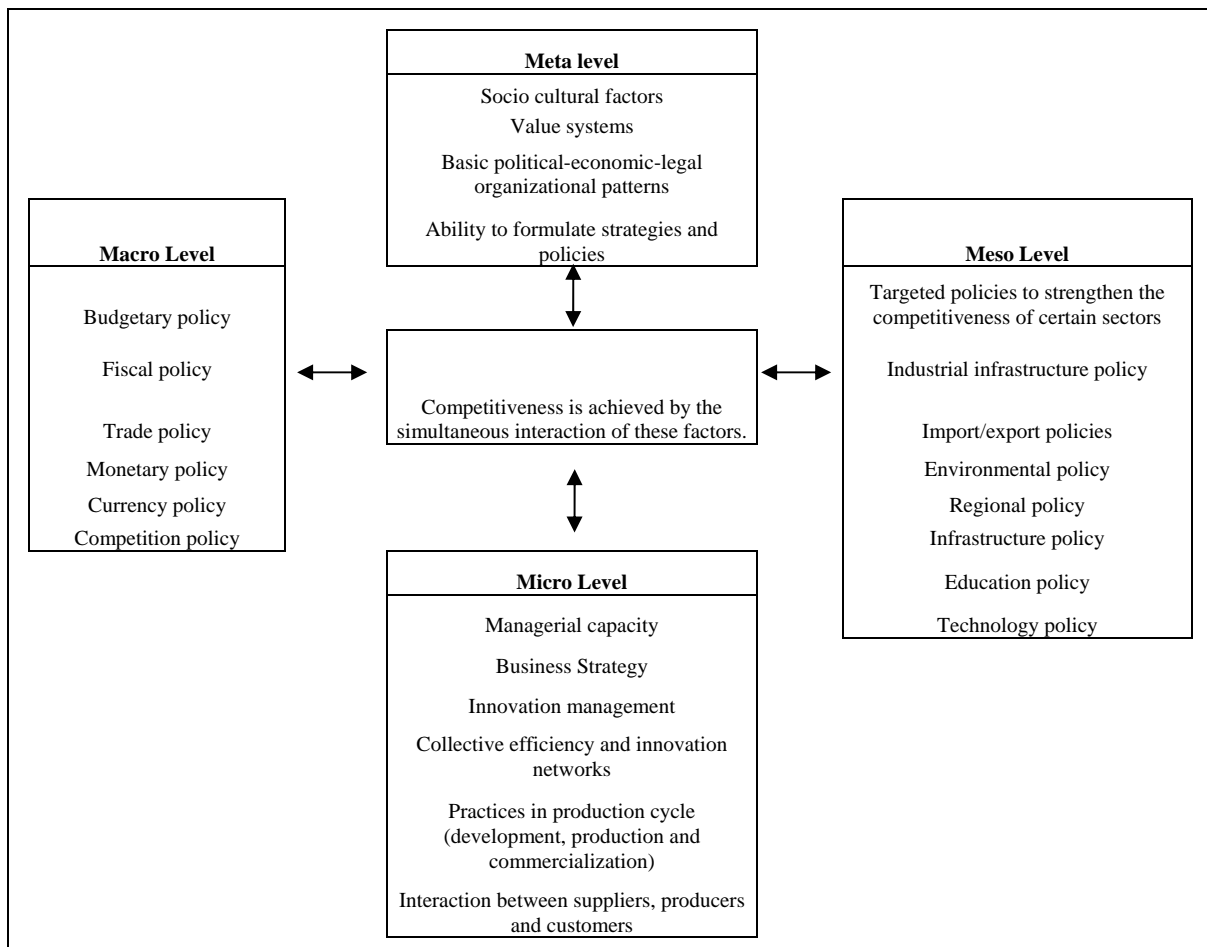 Meta level
Socio cultural factors
Value systems
Basic political-economic-legal
organizational patterns
Ability to formulate strategies and
policies
Macro Level
Budgetary policy
Fiscal policy
Trade policy
Monetary policy
Currency policy
Competition policy
Competitiveness is achieved by the
simultaneous interaction of these factors.
Meso Level
Targeted policies to strengthen the
competitiveness of certain sectors
Industrial infrastructure policy
Import/export policies
Environmental policy
Regional policy
Infrastructure policy
Education policy
Technology policy
Micro Level
Managerial capacity
Business Strategy
Innovation management
Collective efficiency and innovation
networks
Practices in production cycle
(development, production and
commercialization)
Interaction between suppliers, producers
and customers